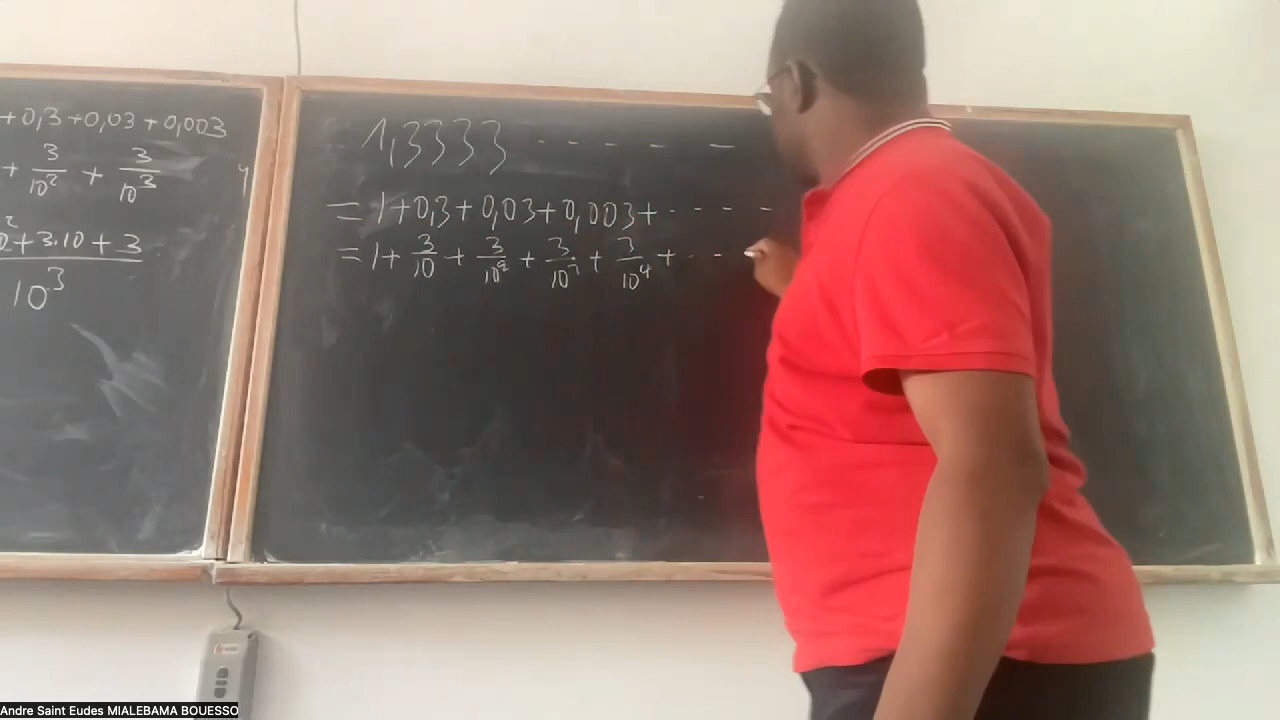 +0,3+0,03+0,003
+ 3/10² + 3/10³
0²+3.10+3
10³
1,3333 - - - - -
= 1+0,3+0,03+0,003+ - - - -
= 1+ 3/10 + 3/10² + 3/10³ + 3/10⁴ + - - -
Andre Saint Eudes MIALEBAMA BOUESSO